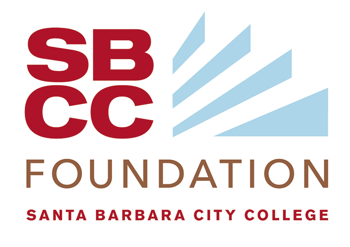 SB
CC
FOUNDATION
SANTA BARBARA CITY COLLEGE